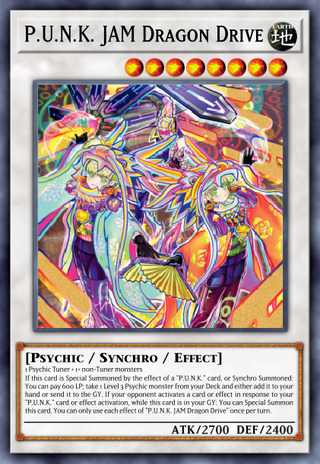 P.U.N.K. JAM Dragon Drive
EARTH
地
[Psychic / Synchro / Effect]
1 Psychic Tuner + 1+ non-Tuner monsters
If this card is Special Summoned by the effect of a "P.U.N.K." card, or Synchro Summoned:
You can pay 600 LP; take 1 Level 3 Psychic monster from your Deck and either add it to your
hand or send it to the GY. If your opponent activates a card or effect in response to your
"P.U.N.K." card or effect activation, while this card is in your GY: You can Special Summon
this card. You can only use each effect of "P.U.N.K. JAM Dragon Drive" once per turn.
ATK/2700 DEF/2400